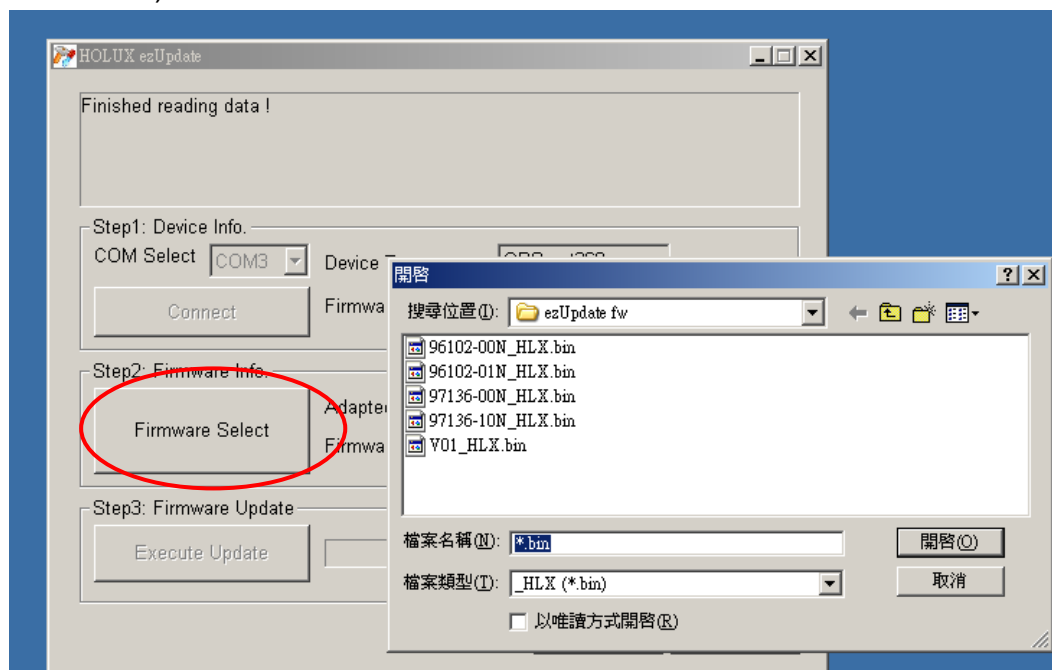 HOLUX ezUpdate
Finished reading data !
Step1: Device Info.
COM Select COM3 Device
Connect
Step2: Firmware Info.
Firmware Select
Step3: Firmware Update
Execute Update
開啓
搜尋位置(I): ezUpdate fw
96102-00N_HLX.bin
96102-01N_HLX.bin
97136-00N_HLX.bin
97136-10N_HLX.bin
V01_HLX.bin
檔案名稱(N): *.bin 開啓(O)
檔案類型(T): _HLX (*.bin) 取消
以唯讀方式開啓(R)